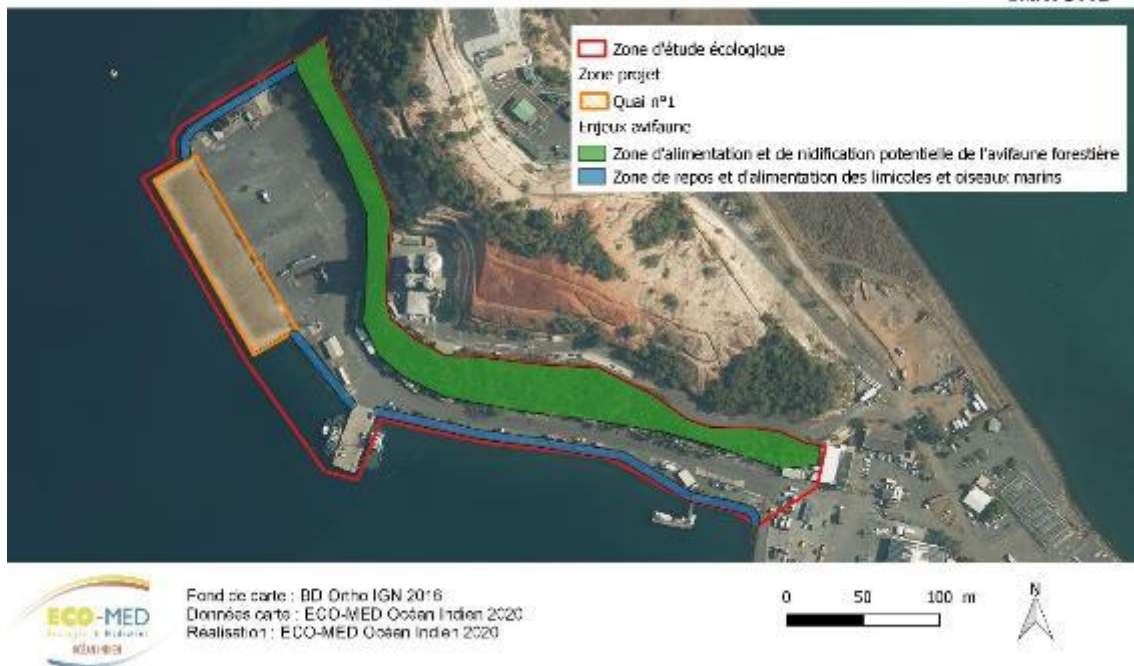 Zone d'étude écologique
Zone projet
Quai n°1
Enjeux avifaune
Zone d'alimentation et de nidification potentielle de l'avifaune forestière
Zone de repos et d'alimentation des limicoles et oiseaux marins
ECO-MED
OCÉAN INDIEN
Fond de carte : BD Ortho IGN 2016
Données carte : ECO-MED Océan Indien 2020
Réalisation : ECO-MED Océan Indien 2020
0 50 100 m
N